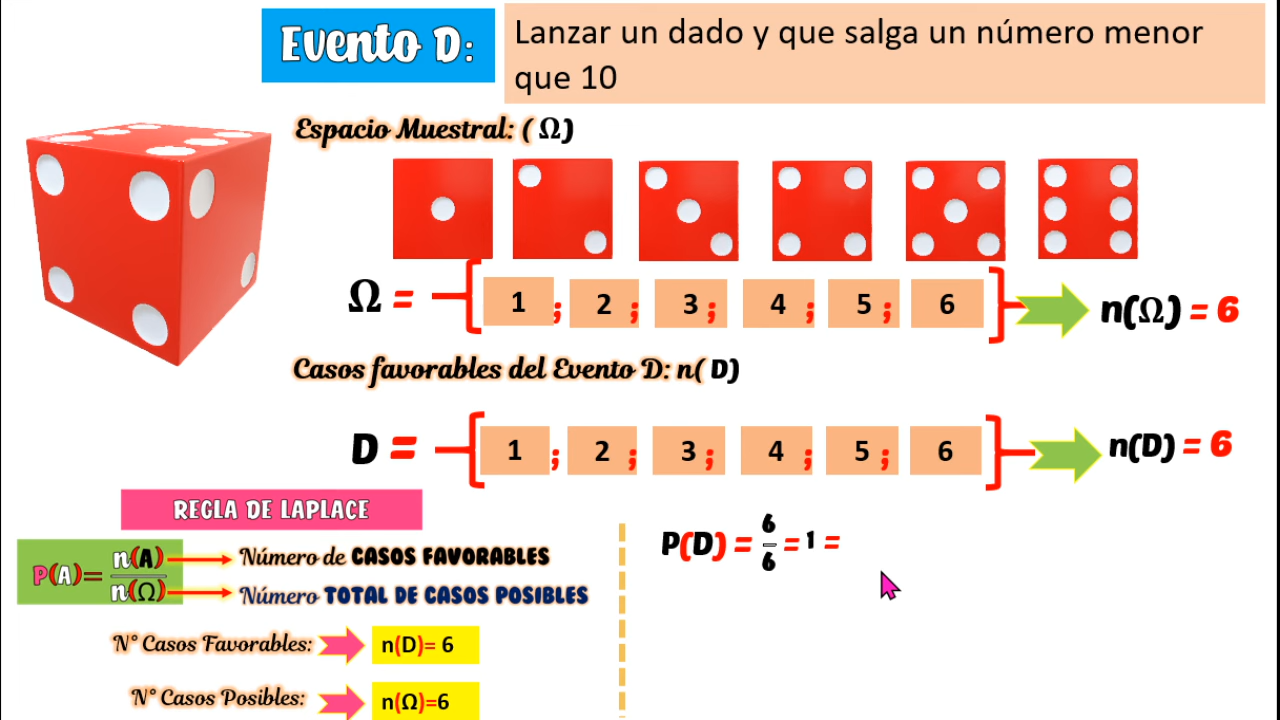 Evento D:
Lanzar un dado y que salga un número menor
que 10
Espacio Muestral: ( Ω)
Ω = { 1 ; 2 ; 3 ; 4 ; 5 ; 6 } n(Ω) = 6
Casos favorables del Evento D: n( D)
D = { 1 ; 2 ; 3 ; 4 ; 5 ; 6 } n(D) = 6
REGLA DE LAPLACE
P(A)= n(A) / n(Ω)
Número de CASOS FAVORABLES
Número TOTAL DE CASOS POSIBLES
N° Casos Favorables: n(D)= 6
N° Casos Posibles: n(Ω)=6
P(D) = 6/6 = 1 =